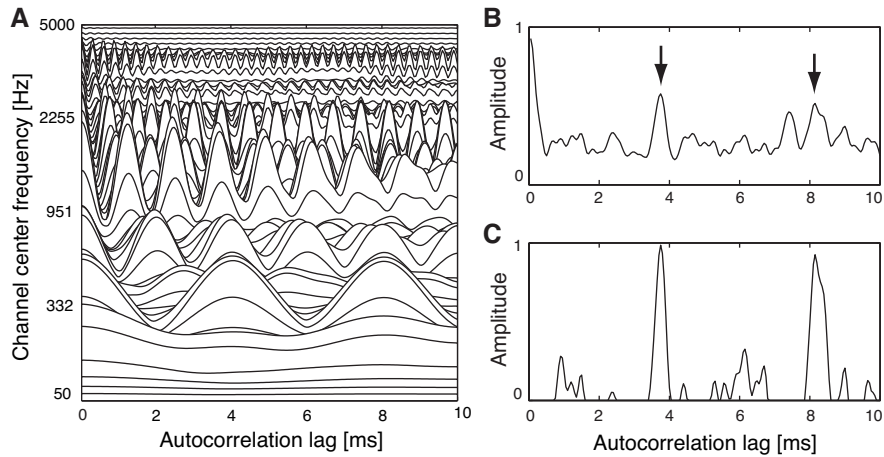 A
5000
2255
951
332
50
Channel center frequency [Hz]
0 2 4 6 8 10
Autocorrelation lag [ms]
B
1
0
Amplitude
0 2 4 6 8 10
C
1
0
Amplitude
0 2 4 6 8 10
Autocorrelation lag [ms]